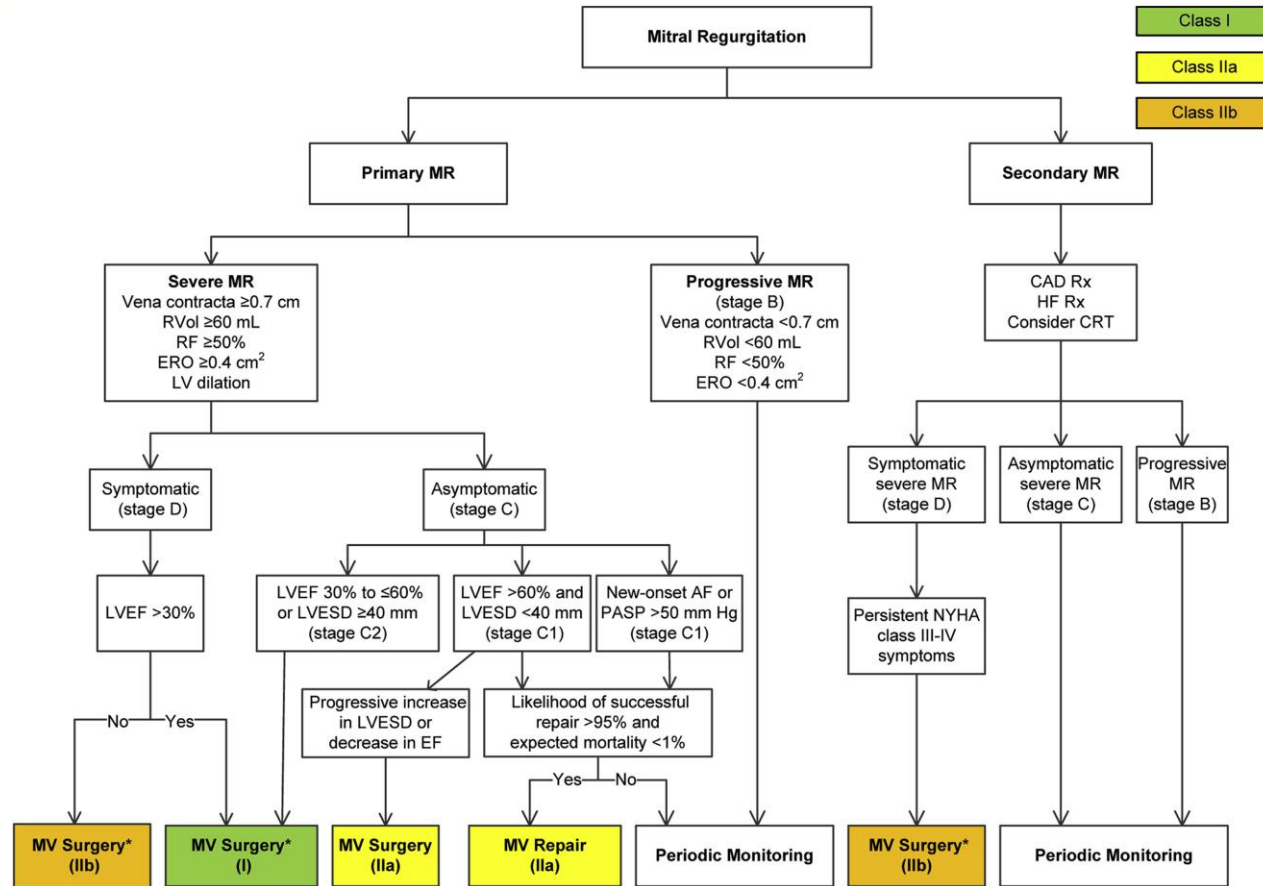 Mitral Regurgitation
Class I
Class IIa
Class IIb
Primary MR
Secondary MR
Severe MR
Vena contracta ≥0.7 cm
RVol ≥60 mL
RF ≥50%
ERO ≥0.4 cm²
LV dilation
Progressive MR
(stage B)
Vena contracta <0.7 cm
RVol <60 mL
RF <50%
ERO <0.4 cm²
CAD Rx
HF Rx
Consider CRT
Symptomatic
(stage D)
Asymptomatic
(stage C)
Symptomatic
severe MR
(stage D)
Asymptomatic
severe MR
(stage C)
Progressive
MR
(stage B)
LVEF >30%
LVEF 30% to ≤60%
or LVESD ≥40 mm
(stage C2)
LVEF >60% and
LVESD <40 mm
(stage C1)
New-onset AF or
PASP >50 mm Hg
(stage C1)
Persistent NYHA
class III-IV
symptoms
Progressive increase
in LVESD or
decrease in EF
Likelihood of successful
repair >95% and
expected mortality <1%
No
Yes
Yes
No
MV Surgery*
(IIb)
MV Surgery*
(I)
MV Surgery
(IIa)
MV Repair
(IIa)
Periodic Monitoring
MV Surgery*
(IIb)
Periodic Monitoring